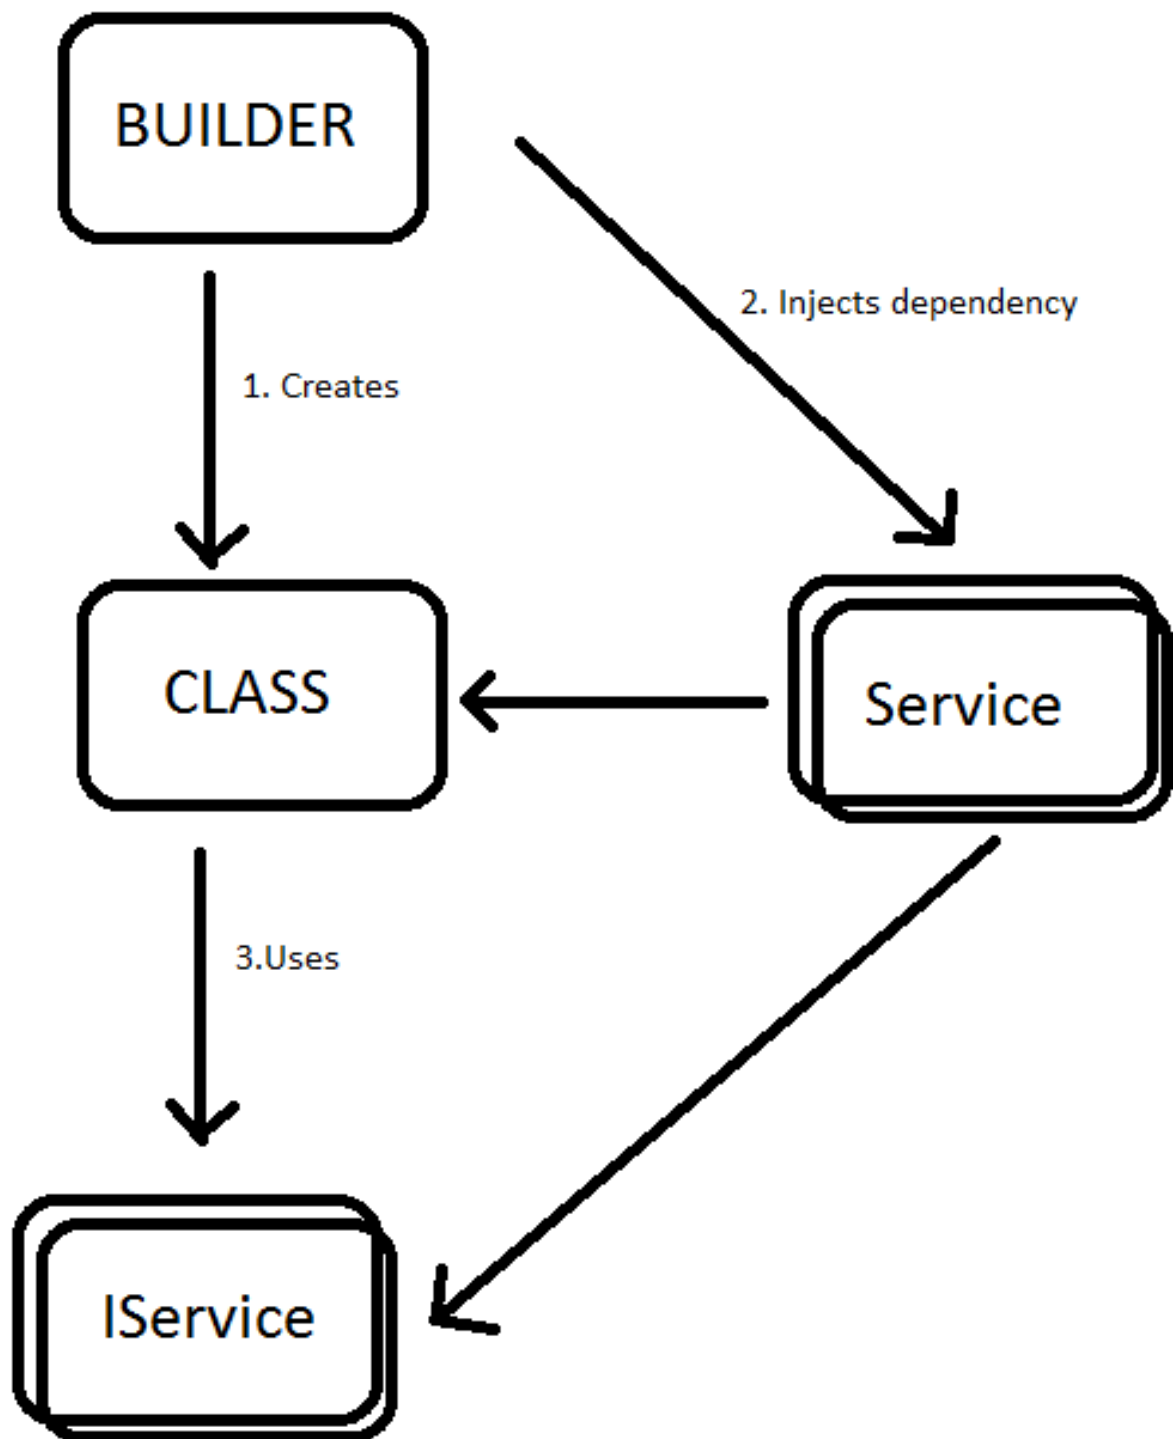 BUILDER
2. Injects dependency
1. Creates
CLASS
Service
3.Uses
IService